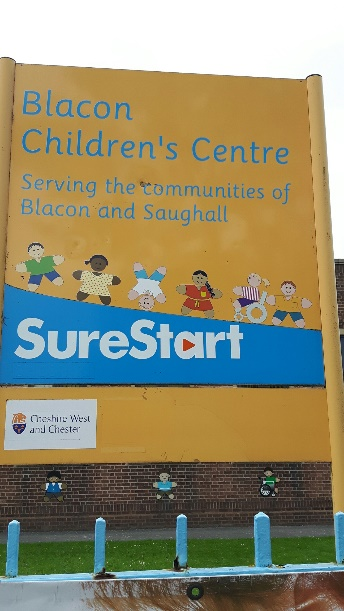 Blacon
Children's Centre
Serving the communities of
Blacon and Saughall
SureStart
Cheshire West
and Chester